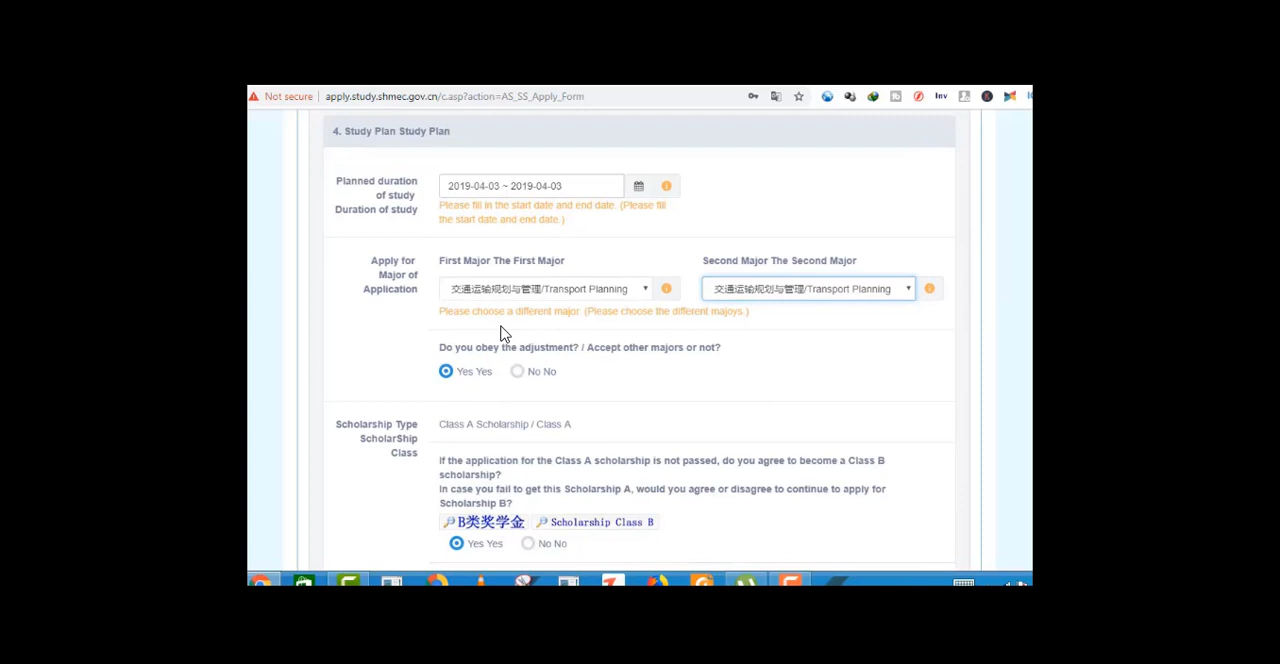 Not secure | apply.study.shmec.gov.cn/c.asp?action=AS_SS_Apply_Form
Inv
4. Study Plan Study Plan
Planned duration
of study
Duration of study
2019-04-03 ~ 2019-04-03
Please fill in the start date and end date. (Please fill
the start date and end date.)
Apply for
Major of
Application
First Major The First Major
Second Major The Second Major
交通运输规划与管理/Transport Planning
交通运输规划与管理/Transport Planning
Please choose a different major. (Please choose the different majoys.)
Do you obey the adjustment? / Accept other majors or not?
Yes Yes
No No
Scholarship Type
ScholarShip
Class
Class A Scholarship / Class A
If the application for the Class A scholarship is not passed, do you agree to become a Class B
scholarship?
In case you fail to get this Scholarship A, would you agree or disagree to continue to apply for
Scholarship B?
B类奖学金
Scholarship Class B
Yes Yes
No No